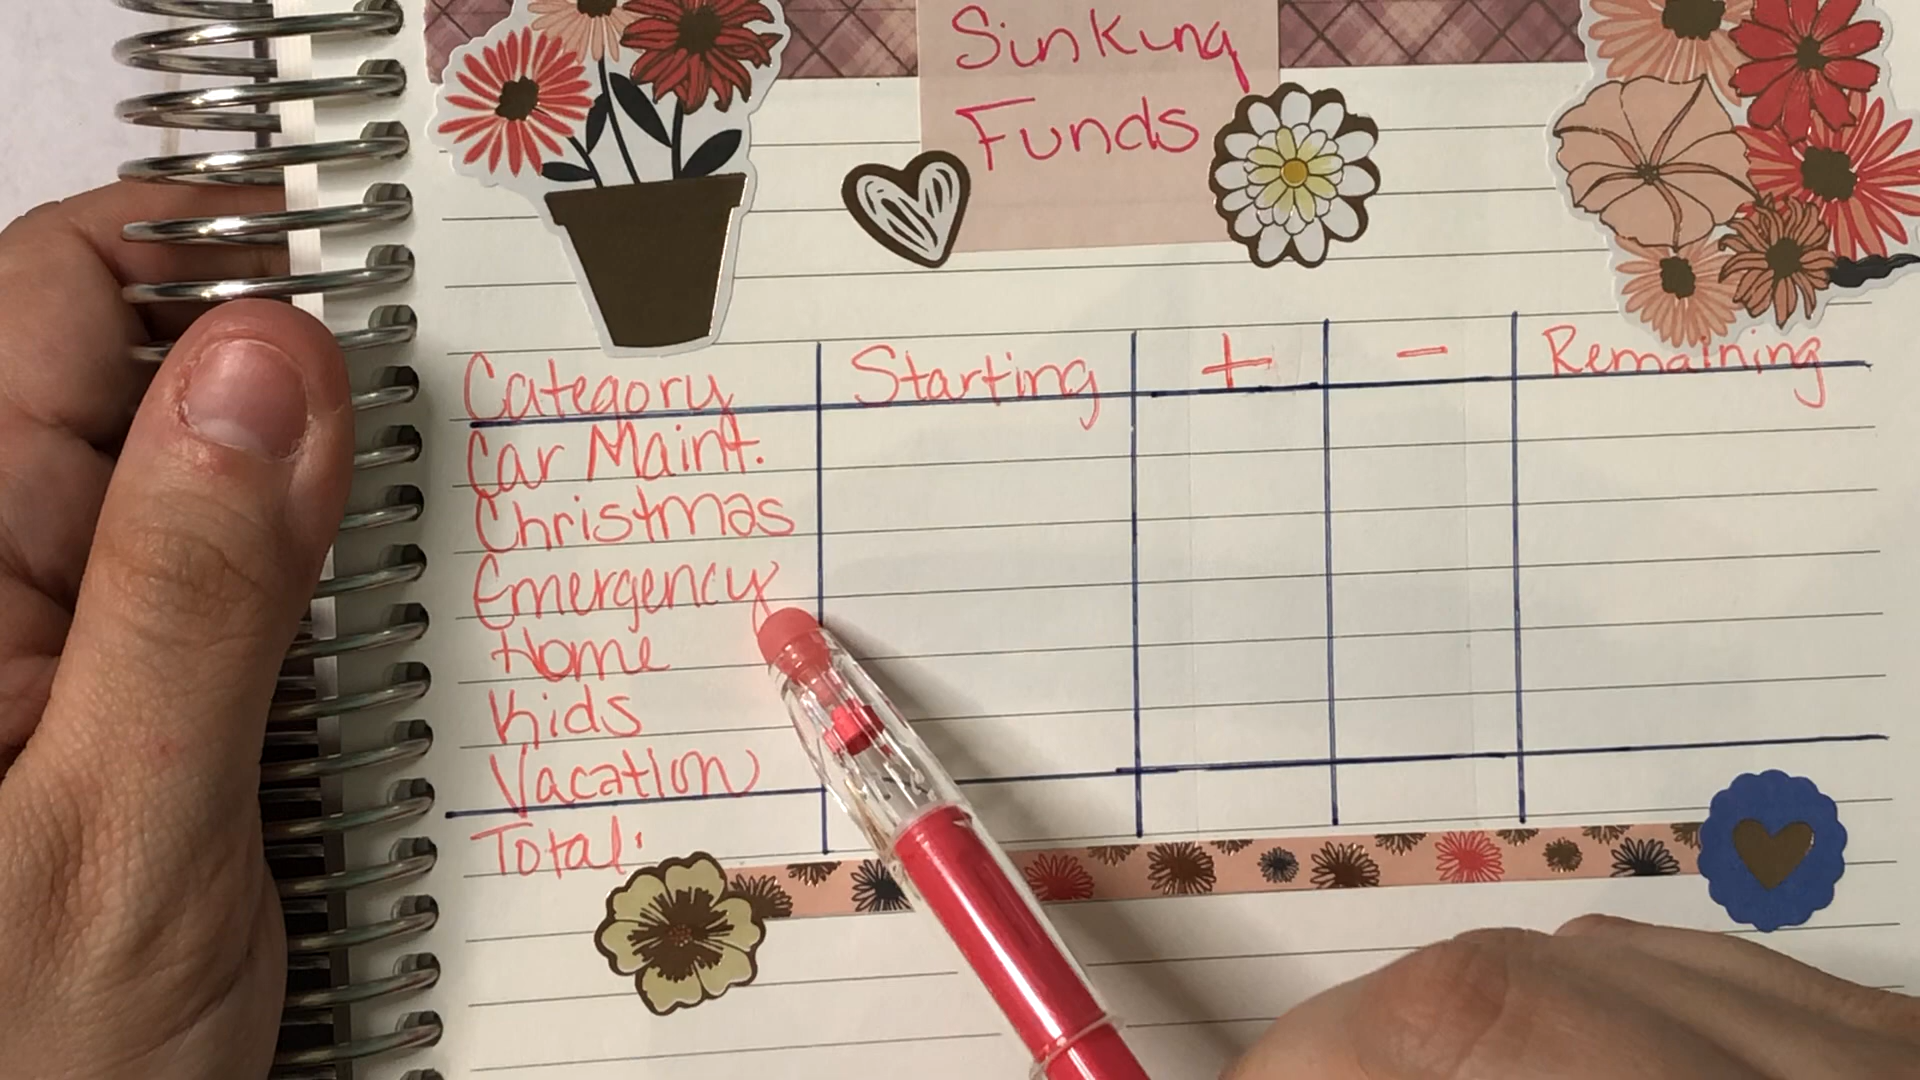 Sinking
Funds
Category Starting + - Remaining
Car Maint.
Christmas
Emergency
Home
Kids
Vacation
Total: